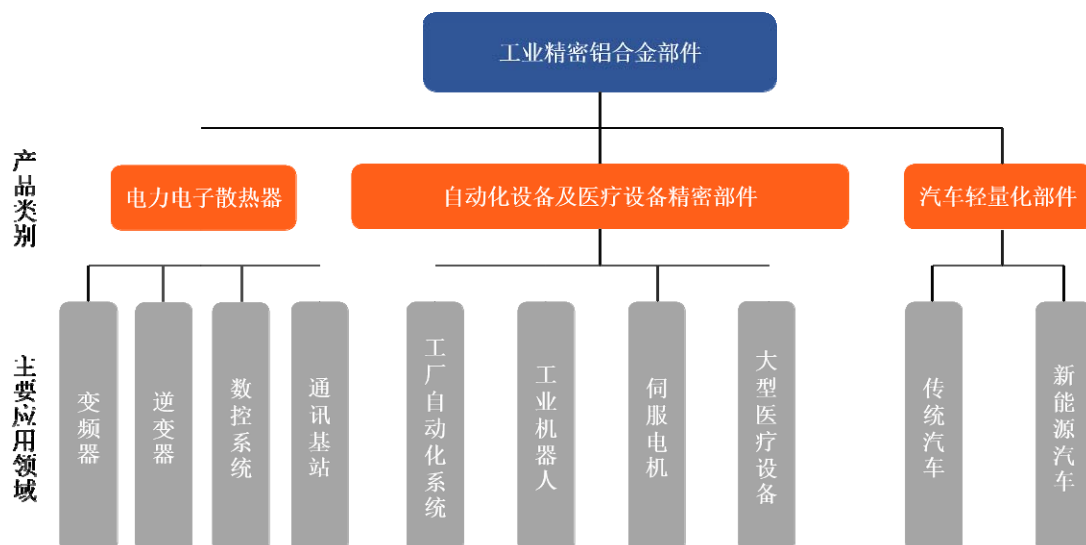 工业精密铝合金部件
产品类别
电力电子散热器
自动化设备及医疗设备精密部件
汽车轻量化部件
主要应用领域
变频器
逆变器
数控系统
通讯基站
工厂自动化系统
工业机器人
伺服电机
大型医疗设备
传统汽车
新能源汽车